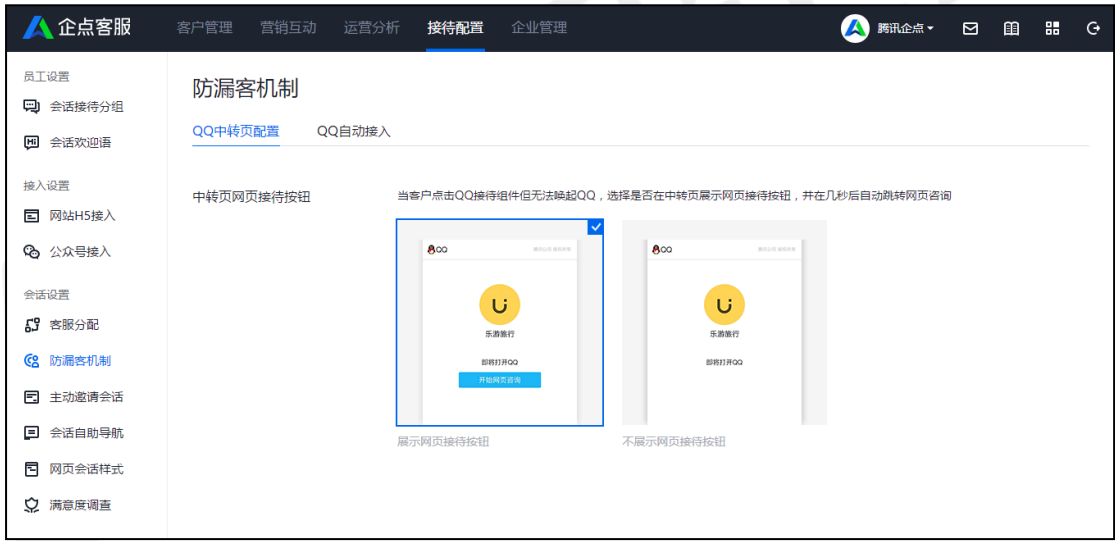 企点客服
客户管理 营销互动 运营分析 接待配置 企业管理
腾讯企点
员工设置
会话接待分组
Hi 会话欢迎语
接入设置
网站H5接入
公众号接入
会话设置
客服分配
防漏客机制
主动邀请会话
会话自助导航
网页会话样式
满意度调查
防漏客机制
QQ中转页配置 QQ自动接入
中转页网页接待按钮
当客户点击QQ接待组件但无法唤起QQ，选择是否在中转页展示网页接待按钮，并在几秒后自动跳转网页咨询
QQ
乐游旅行
即将打开QQ
开始网页咨询
展示网页接待按钮
QQ
乐游旅行
即将打开QQ
不展示网页接待按钮